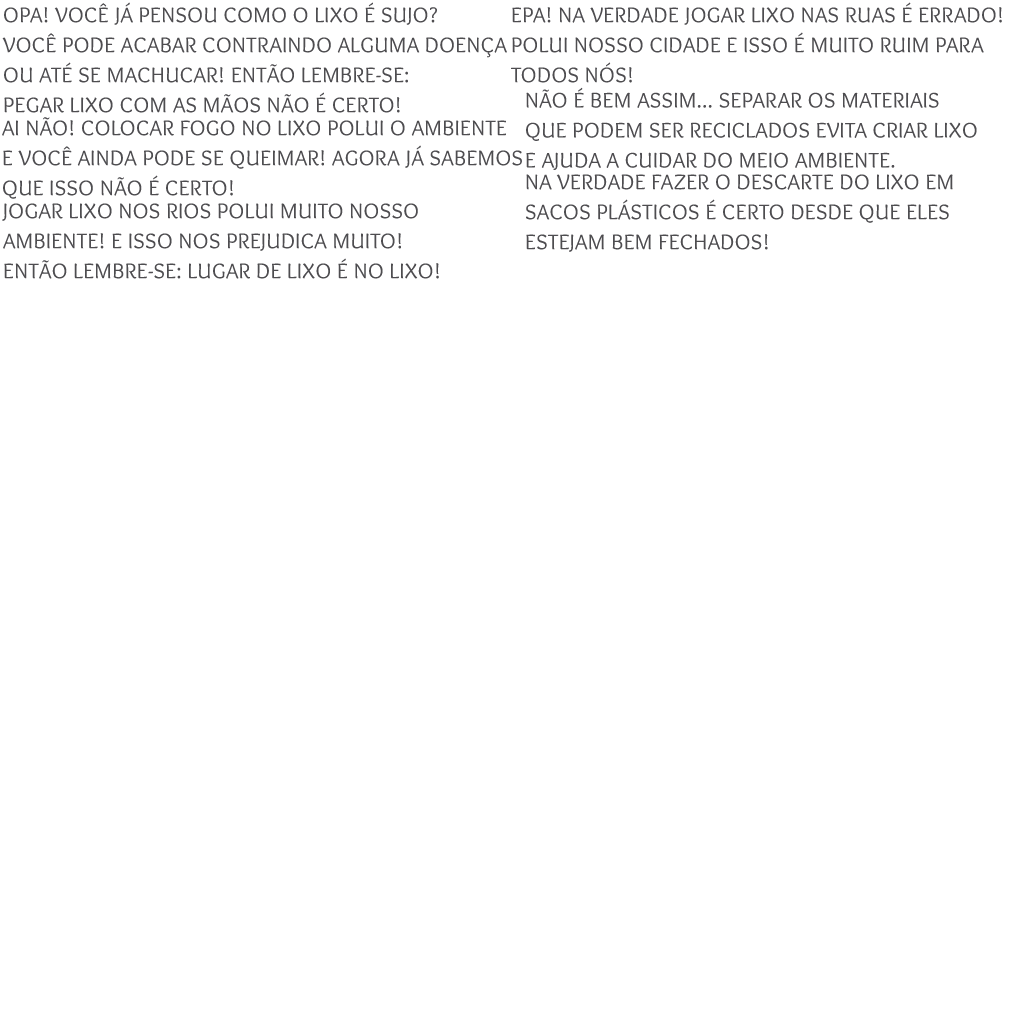 OPA! VOCÊ JÁ PENSOU COMO O LIXO É SUJO?
VOCÊ PODE ACABAR CONTRAINDO ALGUMA DOENÇA
OU ATÉ SE MACHUCAR! ENTÃO LEMBRE-SE:
PEGAR LIXO COM AS MÃOS NÃO É CERTO!
AI NÃO! COLOCAR FOGO NO LIXO POLUI O AMBIENTE
E VOCÊ AINDA PODE SE QUEIMAR! AGORA JÁ SABEMOS
QUE ISSO NÃO É CERTO!
JOGAR LIXO NOS RIOS POLUI MUITO NOSSO
AMBIENTE! E ISSO NOS PREJUDICA MUITO!
ENTÃO LEMBRE-SE: LUGAR DE LIXO É NO LIXO!
EPA! NA VERDADE JOGAR LIXO NAS RUAS É ERRADO!
POLUI NOSSO CIDADE E ISSO É MUITO RUIM PARA
TODOS NÓS!
NÃO É BEM ASSIM... SEPARAR OS MATERIAIS
QUE PODEM SER RECICLADOS EVITA CRIAR LIXO
E AJUDA A CUIDAR DO MEIO AMBIENTE.
NA VERDADE FAZER O DESCARTE DO LIXO EM
SACOS PLÁSTICOS É CERTO DESDE QUE ELES
ESTEJAM BEM FECHADOS!